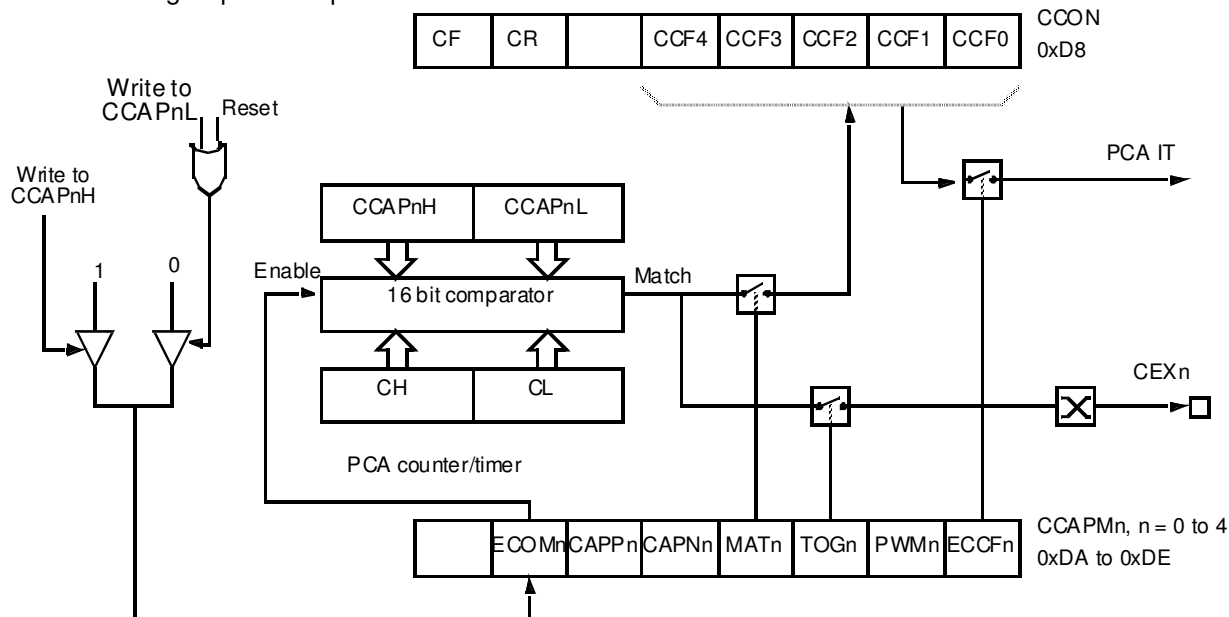 CCON
CF CR CCF4 CCF3 CCF2 CCF1 CCF0
0xD8
Write to
CCAPnL
Reset
PCA IT
Write to
CCAPnH
CCAPnH CCAPnL
1
0
Enable
Match
16 bit comparator
CH CL
CEXn
PCA counter/timer
ECOMn CAPPn CAPNn MATn TOGn PWMn ECCFn
CCAPMn, n = 0 to 4
0xDA to 0xDE